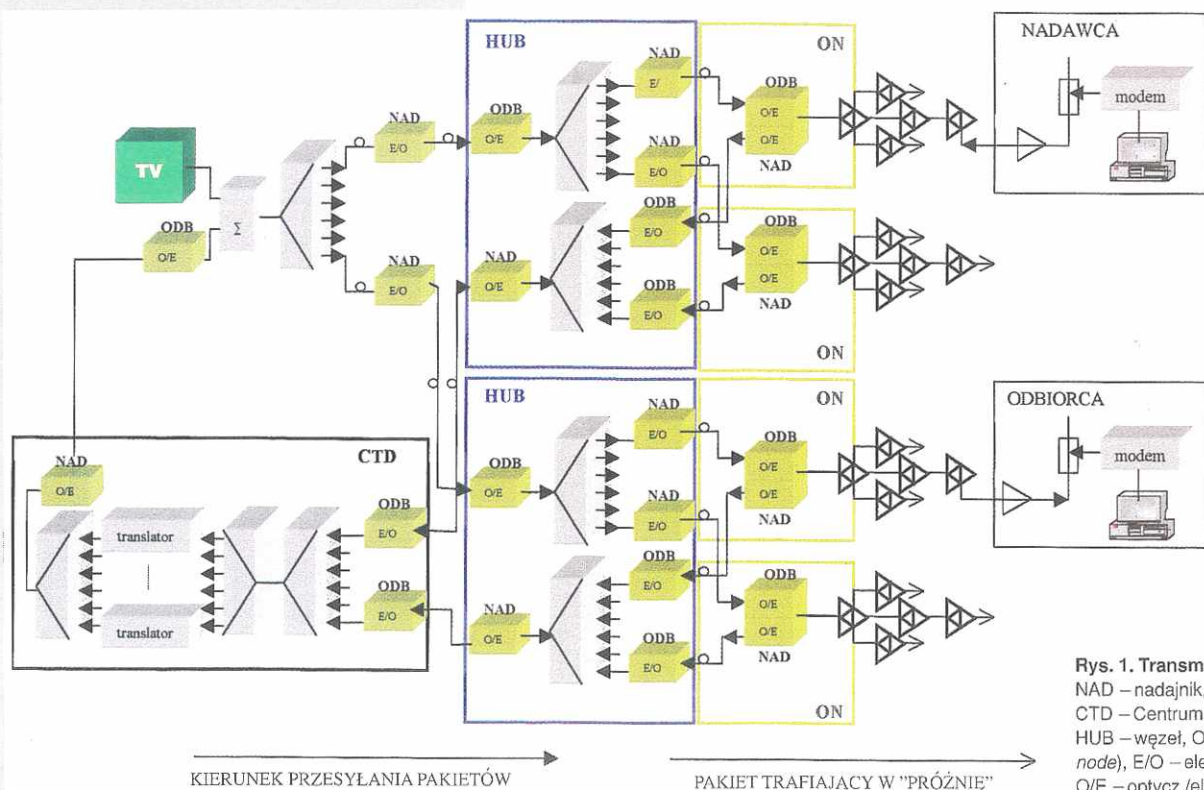 HUB
ON
NADAWCA
NAD
E/
ODB
O/E
O/E
NAD
modem
TV
Σ
ODB
O/E
NAD
E/O
ODB
O/E
NAD
E/O
NAD
E/O
NAD
O/E
ODB
E/O
ODB
E/O
ODB
O/E
O/E
NAD
ON
HUB
ON
ODBIORCA
NAD
E/O
ODB
O/E
O/E
NAD
modem
ODB
O/E
NAD
E/O
CTD
NAD
O/E
translator
translator
ODB
E/O
ODB
E/O
NAD
O/E
ODB
E/O
ODB
E/O
ODB
O/E
O/E
NAD
ON
KIERUNEK PRZESYŁANIA PAKIETÓW
PAKIET TRAFIAJĄCY W "PRÓŻNIĘ"
Rys. 1. Transm
NAD – nadajnik,
CTD – Centrum
HUB – węzeł, O
node), E/O – ele
O/E – optycz./el